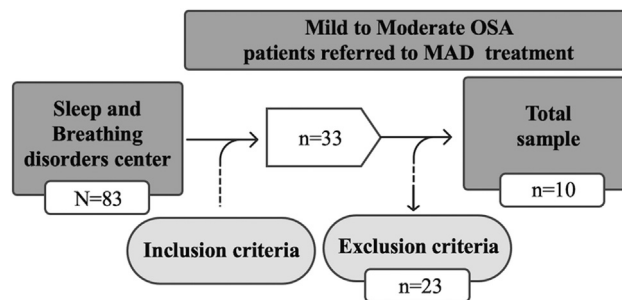 Mild to Moderate OSA
patients referred to MAD treatment
Sleep and
Breathing
disorders center
N=83
n=33
Total
sample
n=10
Inclusion criteria
Exclusion criteria
n=23